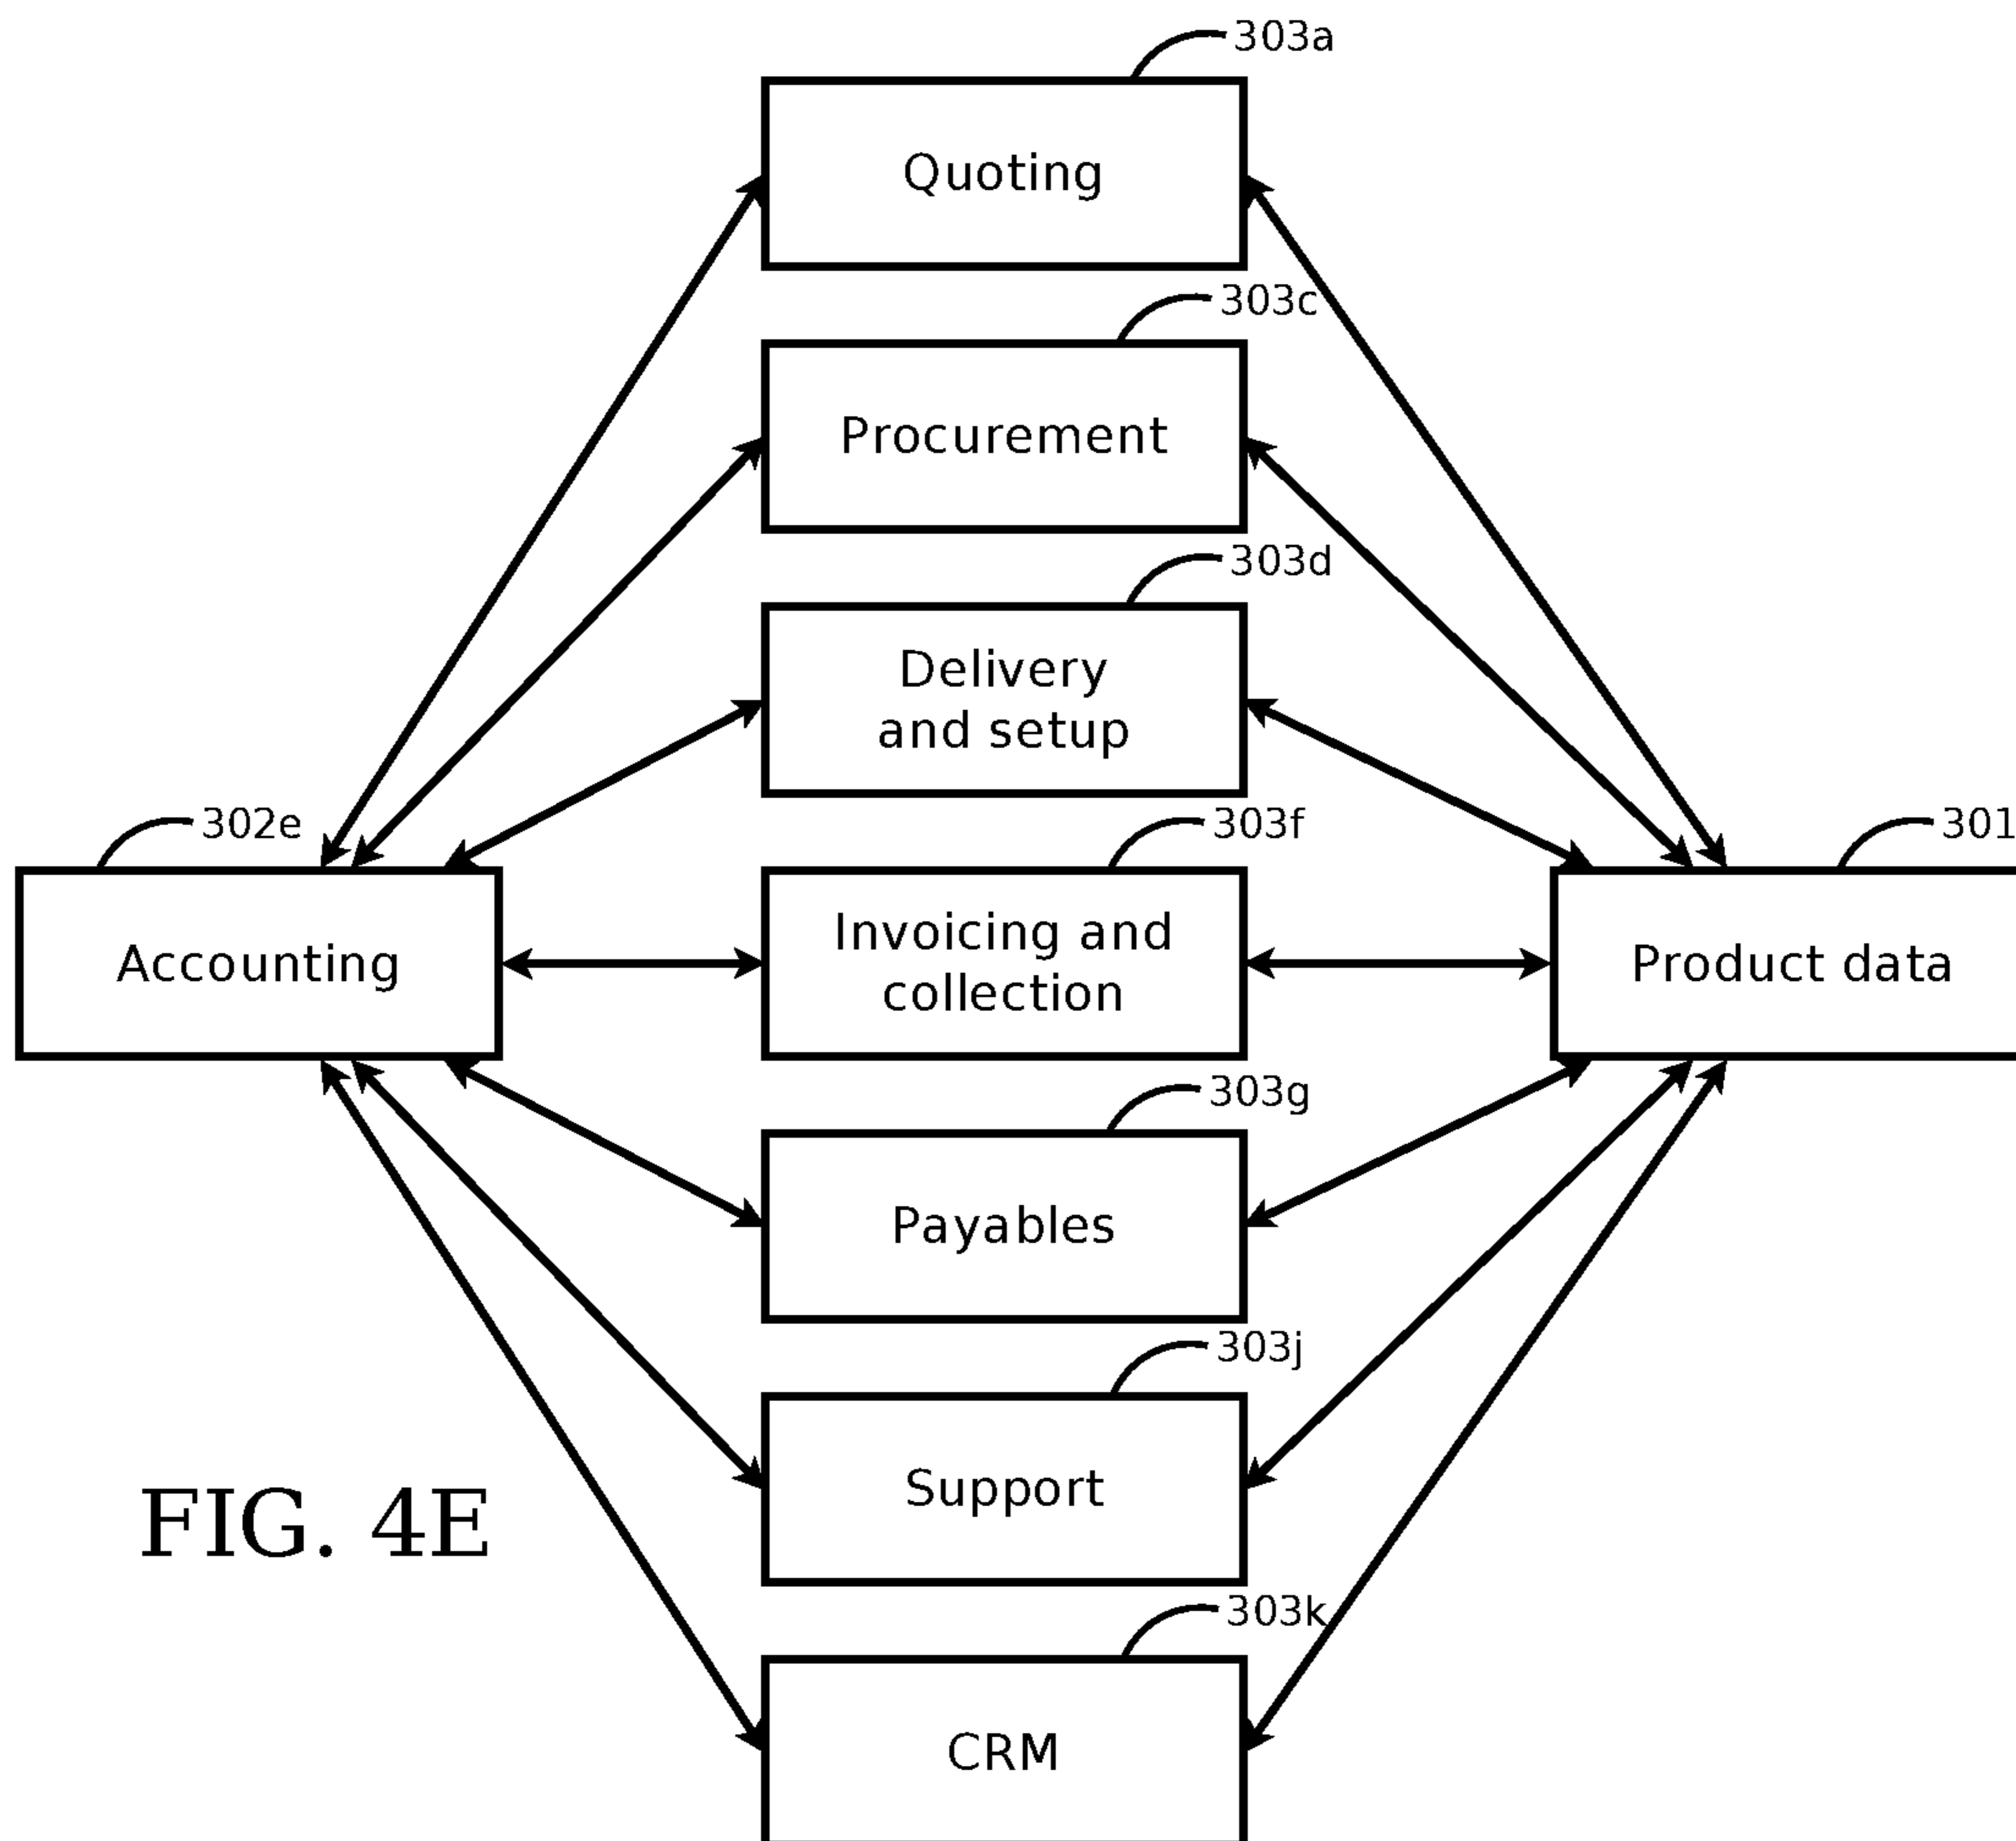 303a
Quoting
303c
Procurement
303d
Delivery
and setup
302e
303f
301
Accounting
Invoicing and
collection
Product data
303g
Payables
303j
Support
FIG. 4E
303k
CRM